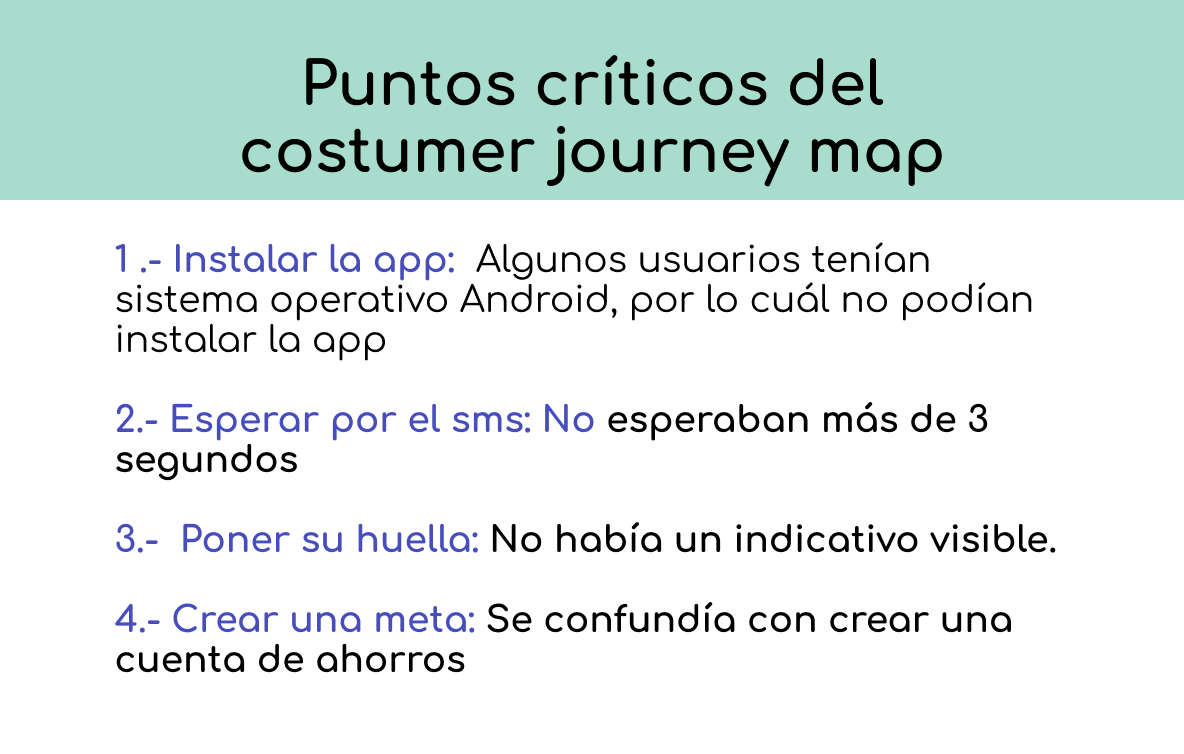 Puntos críticos del
costumer journey map
1 .- Instalar la app:  Algunos usuarios tenían
sistema operativo Android, por lo cuál no podían
instalar la app
2.- Esperar por el sms: No esperaban más de 3
segundos
3.-  Poner su huella: No había un indicativo visible.
4.- Crear una meta: Se confundía con crear una
cuenta de ahorros